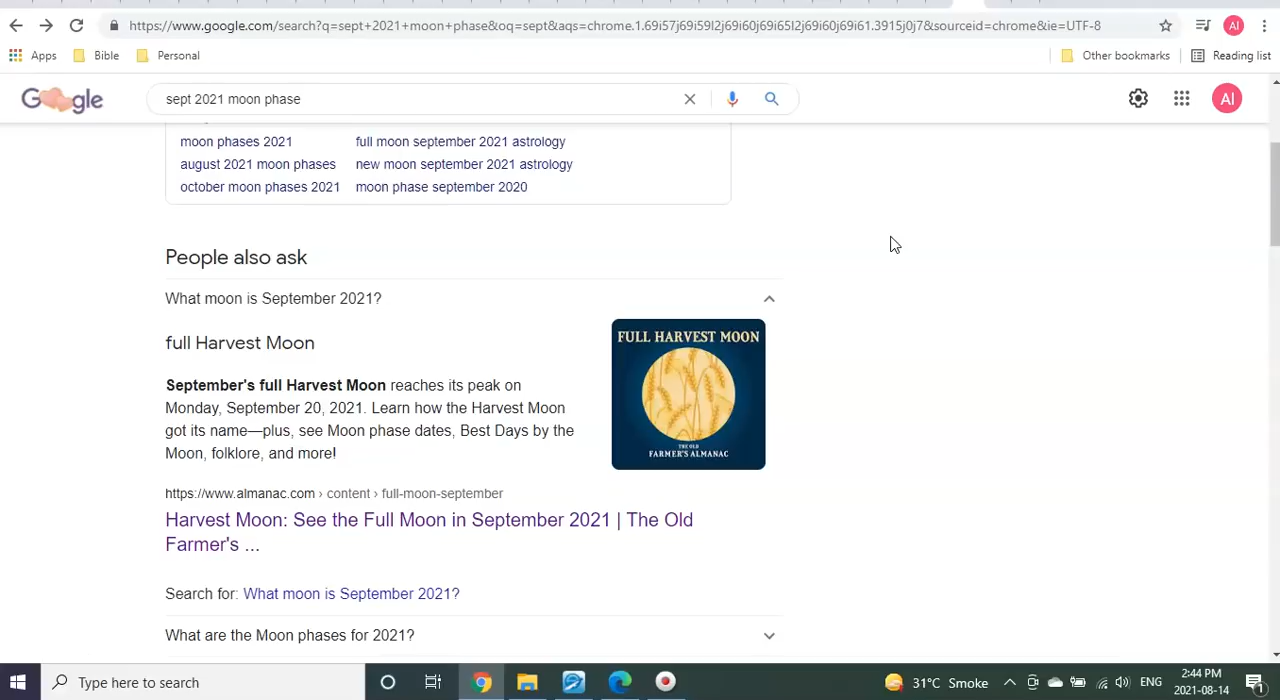 https://www.google.com/search?q=sept+2021+moon+phase&oq=sept&aqs=chrome.1.69i57j69i59l2j69i60j69i65l2j69i60j69i61.3915j0j7&sourceid=chrome&ie=UTF-8
Al
Apps Bible Personal Other bookmarks Reading list
Google sept 2021 moon phase Al
moon phases 2021 full moon september 2021 astrology
august 2021 moon phases new moon september 2021 astrology
october moon phases 2021 moon phase september 2020
People also ask
What moon is September 2021?
full Harvest Moon
September's full Harvest Moon reaches its peak on
Monday, September 20, 2021. Learn how the Harvest Moon
got its name—plus, see Moon phase dates, Best Days by the
Moon, folklore, and more!
FULL HARVEST MOON
THE OLD
FARMER'S ALMANAC
https://www.almanac.com › content › full-moon-september
Harvest Moon: See the Full Moon in September 2021 | The Old
Farmer's ...
Search for: What moon is September 2021?
What are the Moon phases for 2021?
Type here to search 31°C Smoke ENG 2:44 PM
2021-08-14
1